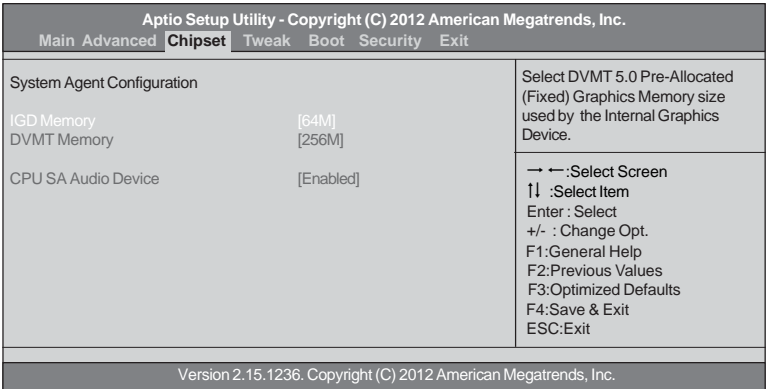 Aptio Setup Utility - Copyright (C) 2012 American Megatrends, Inc.
Main Advanced Chipset Tweak Boot Security Exit
System Agent Configuration
IGD Memory [64M]
DVMT Memory [256M]
CPU SA Audio Device [Enabled]
Select DVMT 5.0 Pre-Allocated
(Fixed) Graphics Memory size
used by the Internal Graphics
Device.
→ ←:Select Screen
↑↓ :Select Item
Enter : Select
+/- : Change Opt.
F1:General Help
F2:Previous Values
F3:Optimized Defaults
F4:Save & Exit
ESC:Exit
Version 2.15.1236. Copyright (C) 2012 American Megatrends, Inc.